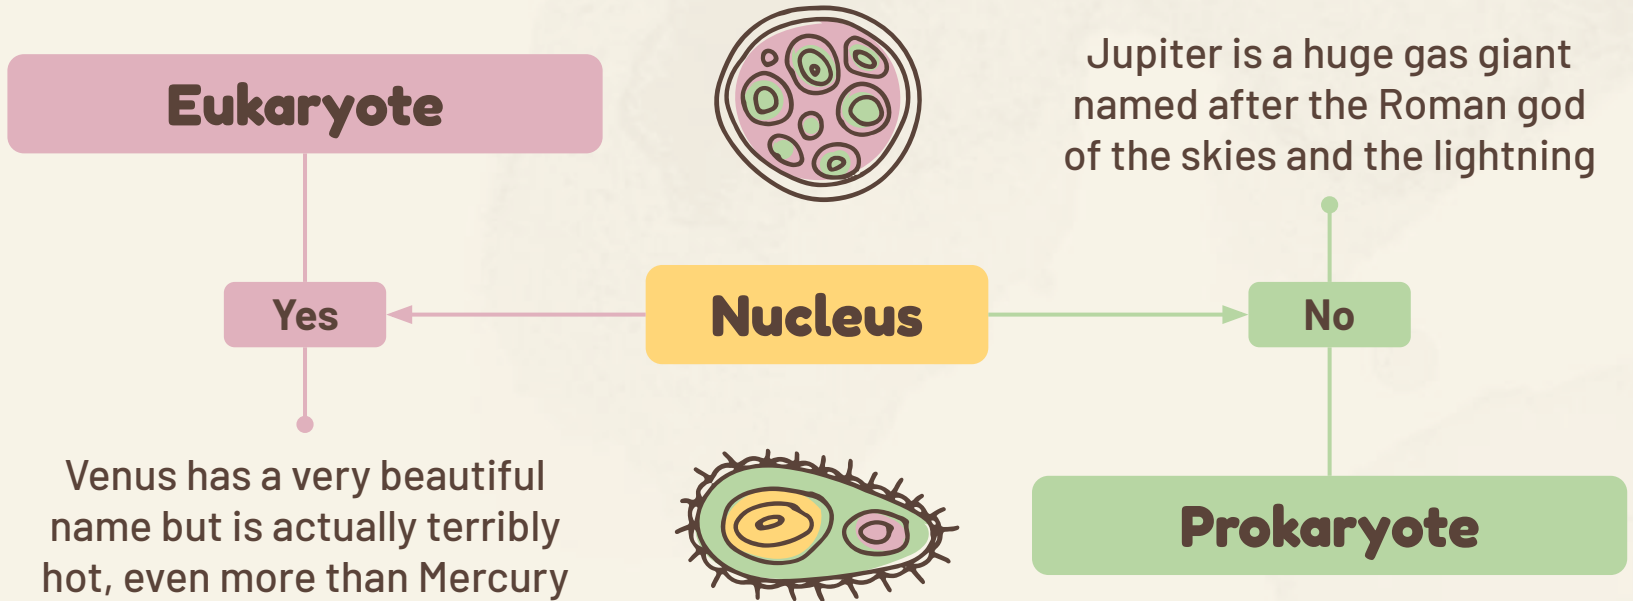 Eukaryote
Yes
Venus has a very beautiful
name but is actually terribly
hot, even more than Mercury
Nucleus
Jupiter is a huge gas giant
named after the Roman god
of the skies and the lightning
No
Prokaryote